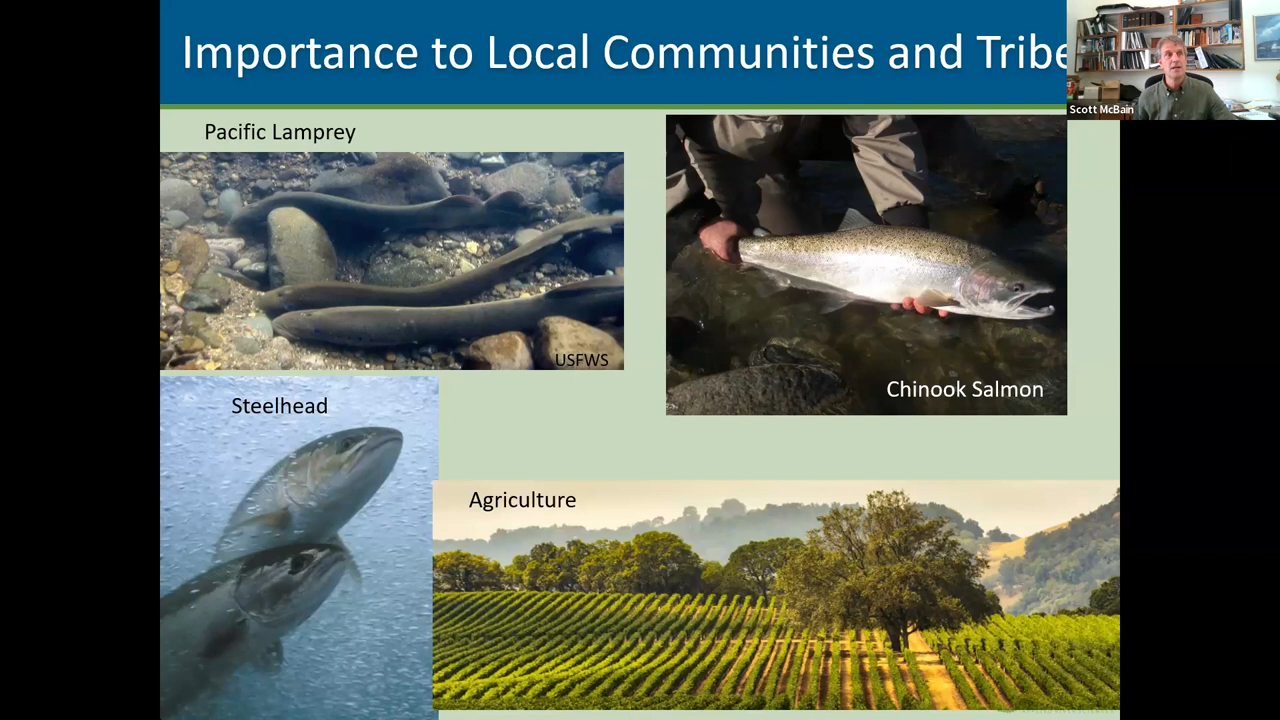 Importance to Local Communities and Tribe
Scott McBain
Pacific Lamprey
USFWS
Chinook Salmon
Steelhead
Agriculture